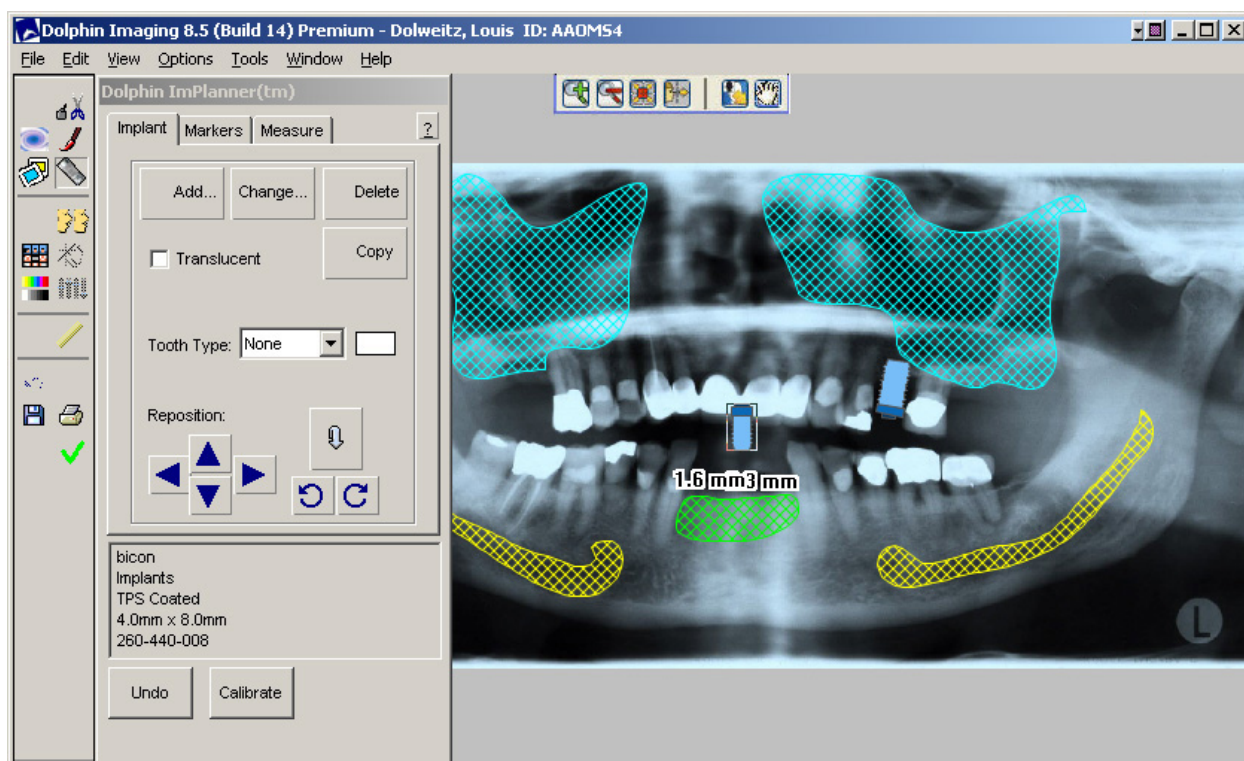 Dolphin Imaging 8.5 (Build 14) Premium - Dolweitz, Louis ID: AAOMS4
File Edit View Options Tools Window Help
Dolphin ImPlanner(tm)
Implant Markers Measure ?
Add... Change... Delete
Translucent Copy
Tooth Type: None
Reposition:
bicon
Implants
TPS Coated
4.0mm x 8.0mm
260-440-008
Undo Calibrate
1.6 mm3 mm
L